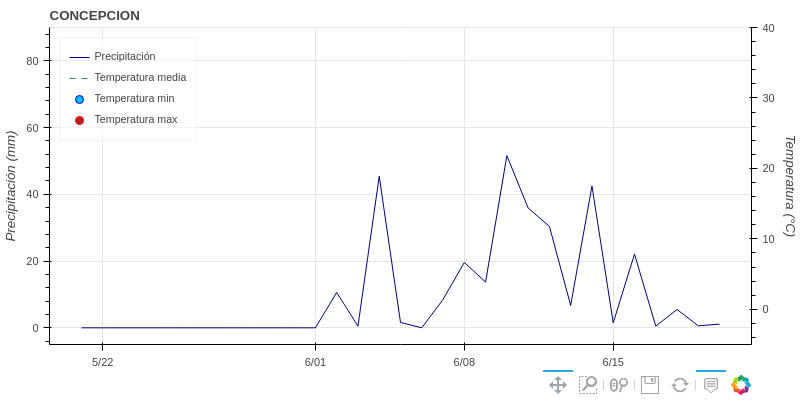 CONCEPCION
Precipitación
Temperatura media
Temperatura min
Temperatura max
Precipitación (mm)
80
60
40
20
0
40
30
20
10
0
Temperatura (°C)
5/22
6/01
6/08
6/15